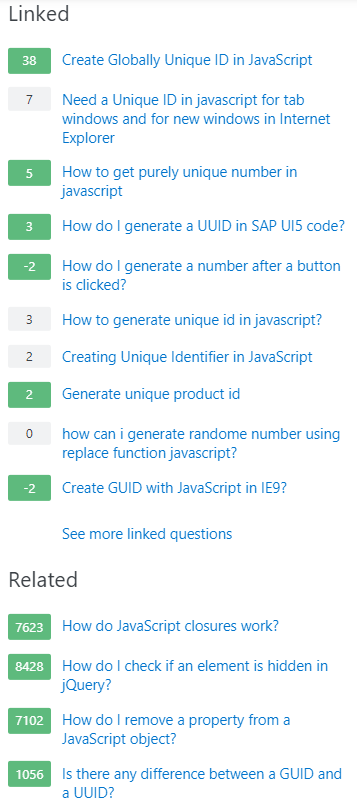 Linked
38 Create Globally Unique ID in JavaScript
7 Need a Unique ID in javascript for tab
windows and for new windows in Internet
Explorer
5 How to get purely unique number in
javascript
3 How do I generate a UUID in SAP UI5 code?
-2 How do I generate a number after a button
is clicked?
3 How to generate unique id in javascript?
2 Creating Unique Identifier in JavaScript
2 Generate unique product id
0 how can i generate randome number using
replace function javascript?
-2 Create GUID with JavaScript in IE9?
See more linked questions
Related
7623 How do JavaScript closures work?
8428 How do I check if an element is hidden in
jQuery?
7102 How do I remove a property from a
JavaScript object?
1056 Is there any difference between a GUID and
a UUID?